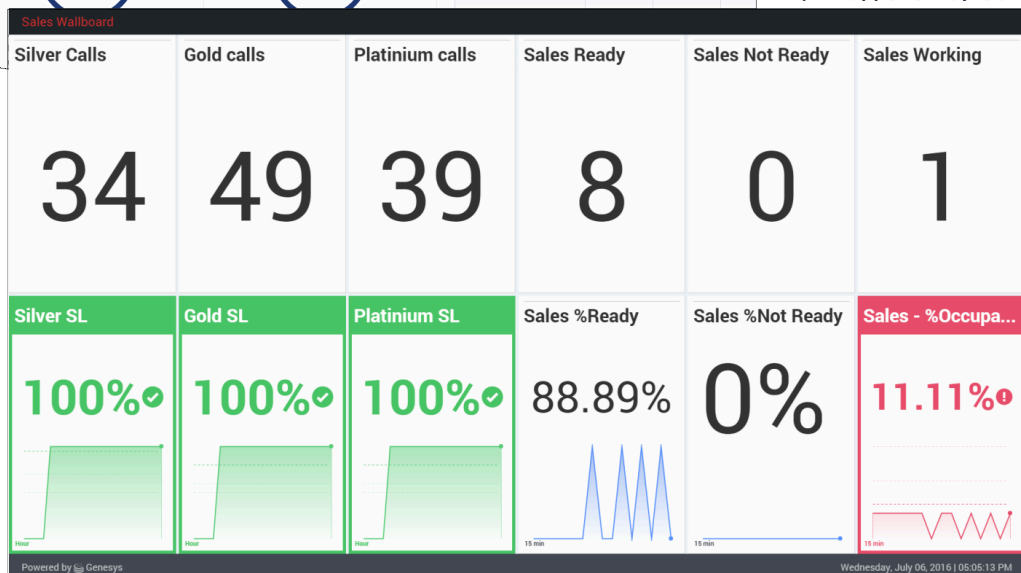 Sales Wallboard
Silver Calls
Gold calls
Platinium calls
Sales Ready
Sales Not Ready
Sales Working
34
49
39
8
0
1
Silver SL
Gold SL
Platinium SL
Sales %Ready
Sales %Not Ready
Sales - %Occupa...
100%
100%
100%
88.89%
0%
11.11%
Hour
Hour
Hour
15 min
15 min
15 min
Powered by Genesys
Wednesday, July 06, 2016 | 05:05:13 PM